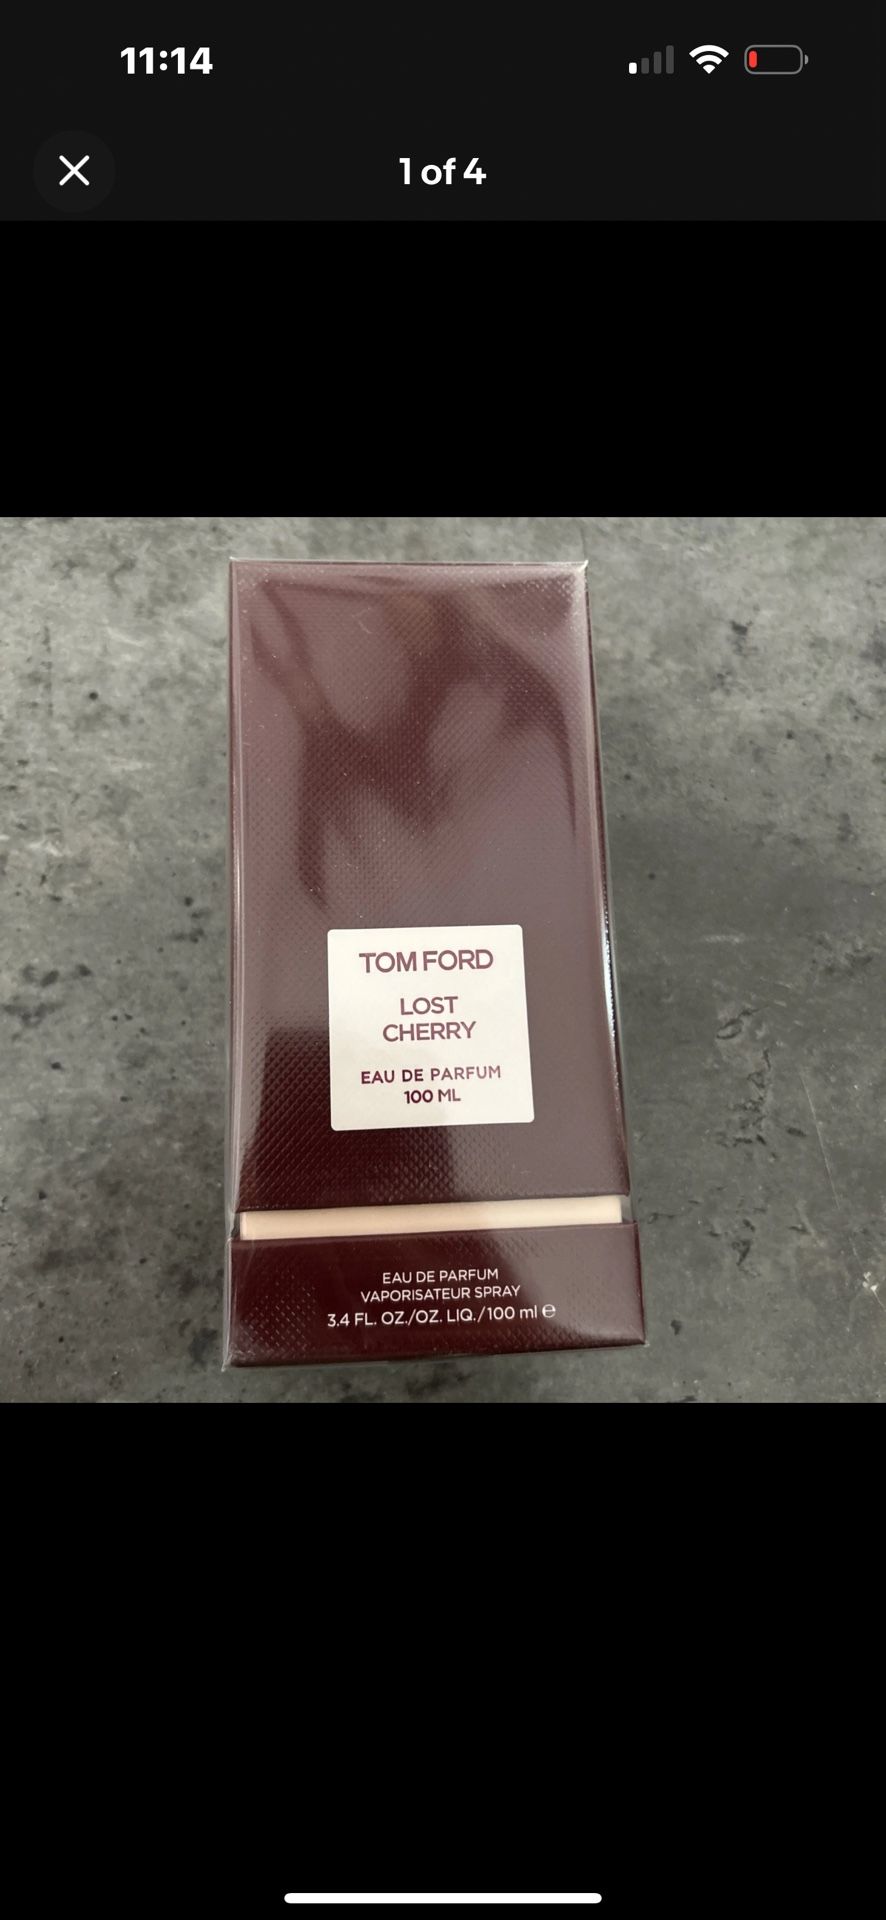 11:14
1 of 4
TOM FORD
LOST
CHERRY
EAU DE PARFUM
100 ML
EAU DE PARFUM
VAPORISATEUR SPRAY
3.4 FL. OZ./OZ. LIQ./100 ml ℮